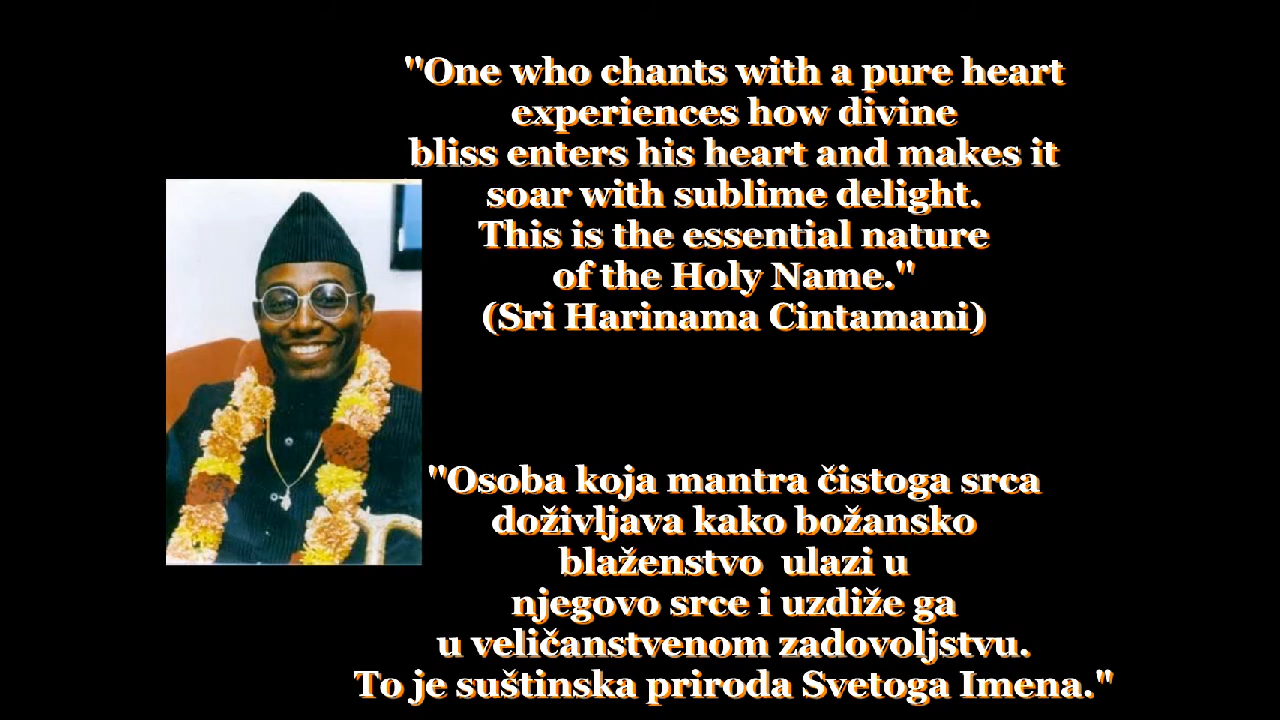 "One who chants with a pure heart
experiences how divine
bliss enters his heart and makes it
soar with sublime delight.
This is the essential nature
of the Holy Name."
(Sri Harinama Cintamani)
"Osoba koja mantra čistoga srca
doživljava kako božansko
blaženstvo  ulazi u
njegovo srce i uzdiže ga
u veličanstvenom zadovoljstvu.
To je suštinska priroda Svetoga Imena."